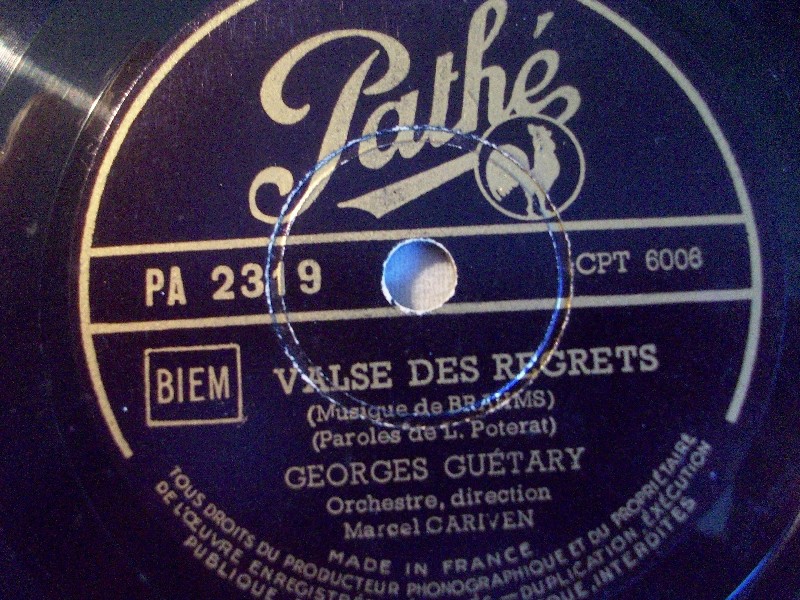 Pathé
PA 2319
CPT 6006
BIEM
VALSE DES REGRETS
(Musique de BRAHMS)
(Paroles de L. Poterat)
GEORGES GUÉTARY
Orchestre, direction
Marcel CARIVEN
MADE IN FRANCE
TOUS DROITS DU PRODUCTEUR PHONOGRAPHIQUE ET DU PROPRIÉTAIRE
DE L'ŒUVRE ENREGISTRÉE DUPLICATION EXÉCUTION
PUBLIQUE INTERDITES